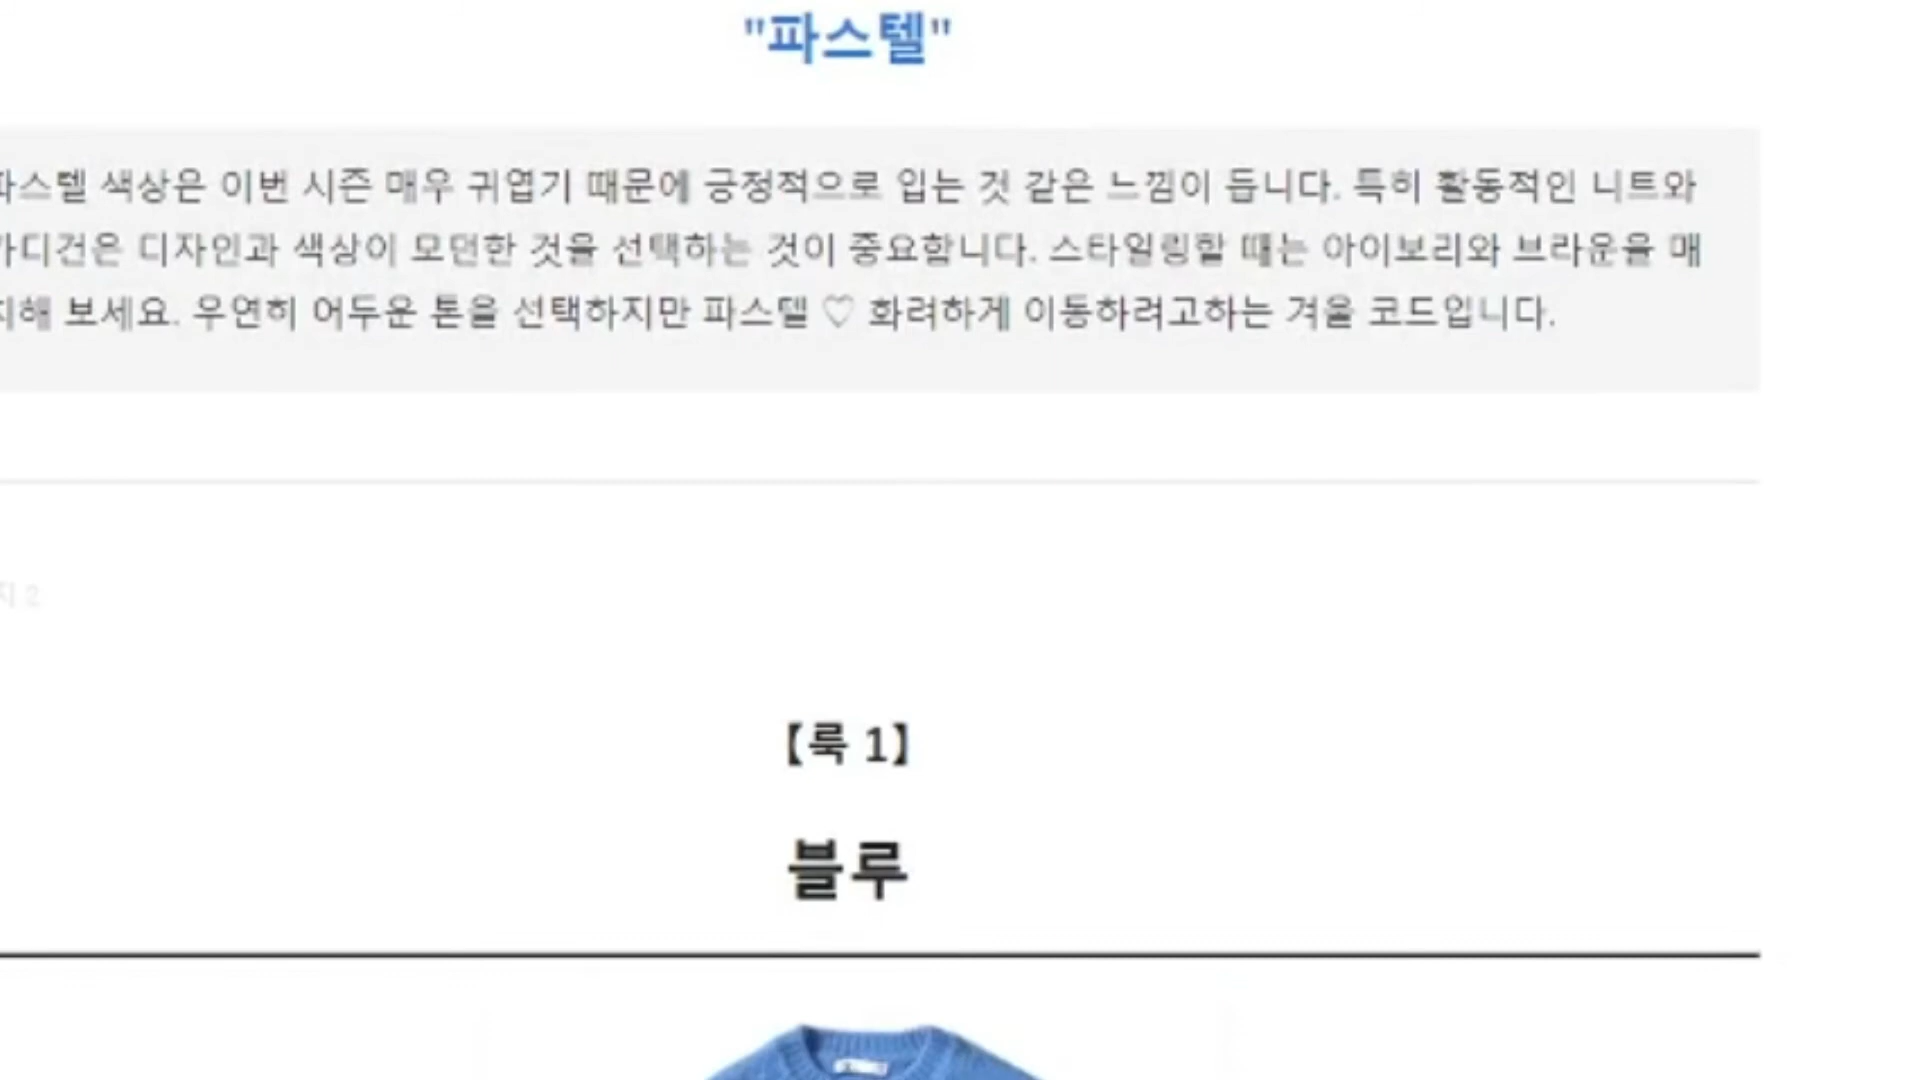 "파스텔"
파스텔 색상은 이번 시즌 매우 귀엽기 때문에 긍정적으로 입는 것 같은 느낌이 듭니다. 특히 활동적인 니트와
가디건은 디자인과 색상이 모던한 것을 선택하는 것이 중요합니다. 스타일링할 때는 아이보리와 브라운을 매
치해 보세요. 우연히 어두운 톤을 선택하지만 파스텔 ♡ 화려하게 이동하려고하는 겨울 코드입니다.
지 2
【룩 1】
블루